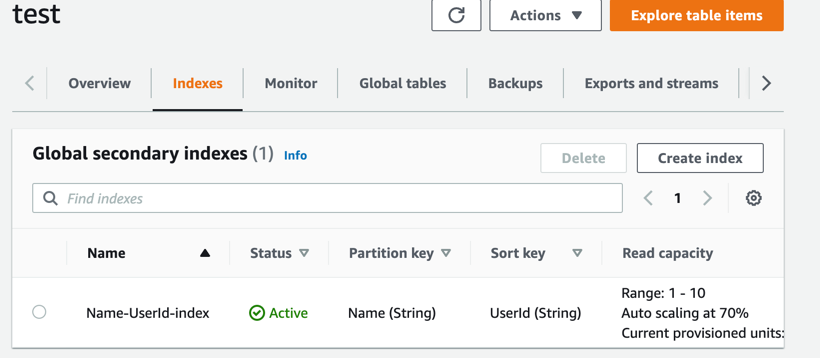 test
Actions
Explore table items
Overview
Indexes
Monitor
Global tables
Backups
Exports and streams
Global secondary indexes (1) Info
Delete
Create index
Find indexes
1
Name
Status
Partition key
Sort key
Read capacity
Name-UserId-index
Active
Name (String)
UserId (String)
Range: 1 - 10
Auto scaling at 70%
Current provisioned units: